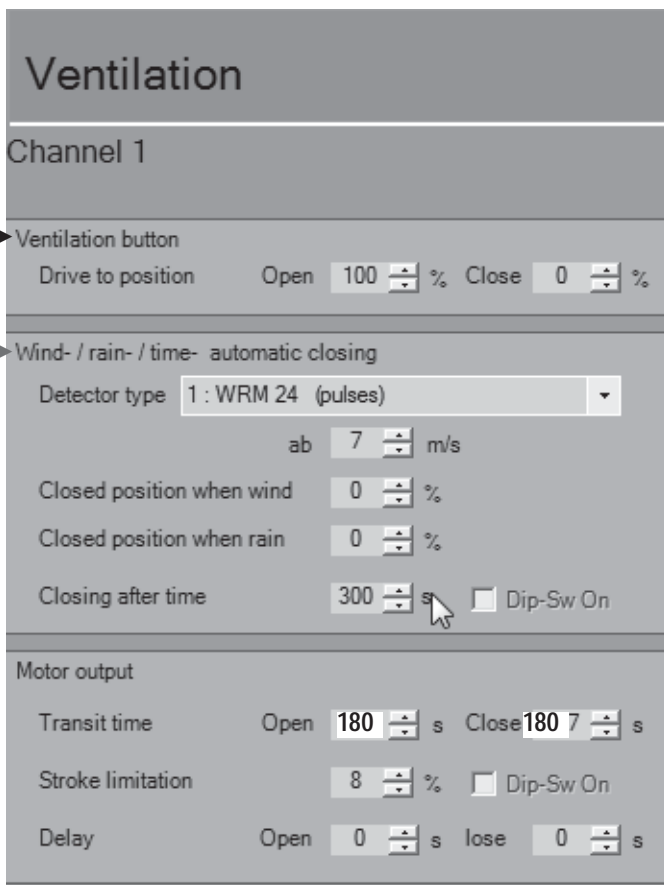 Ventilation
Channel 1
Ventilation button
Drive to position Open 100 % Close 0 %
Wind- / rain- / time- automatic closing
Detector type 1 : WRM 24 (pulses)
ab 7 m/s
Closed position when wind 0 %
Closed position when rain 0 %
Closing after time 300 s Dip-Sw On
Motor output
Transit time Open 180 s Close 180 7 s
Stroke limitation 8 % Dip-Sw On
Delay Open 0 s lose 0 s